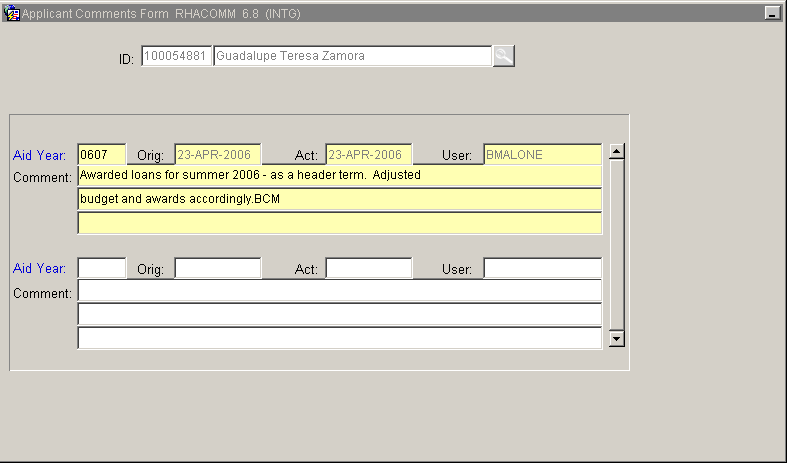 Applicant Comments Form RHACOMM 6.8 (INTG)
ID: 100054881 Guadalupe Teresa Zamora
Aid Year: 0607 Orig: 23-APR-2006 Act: 23-APR-2006 User: BMALONE
Comment: Awarded loans for summer 2006 - as a header term. Adjusted
budget and awards accordingly.BCM
Aid Year: Orig: Act: User:
Comment: